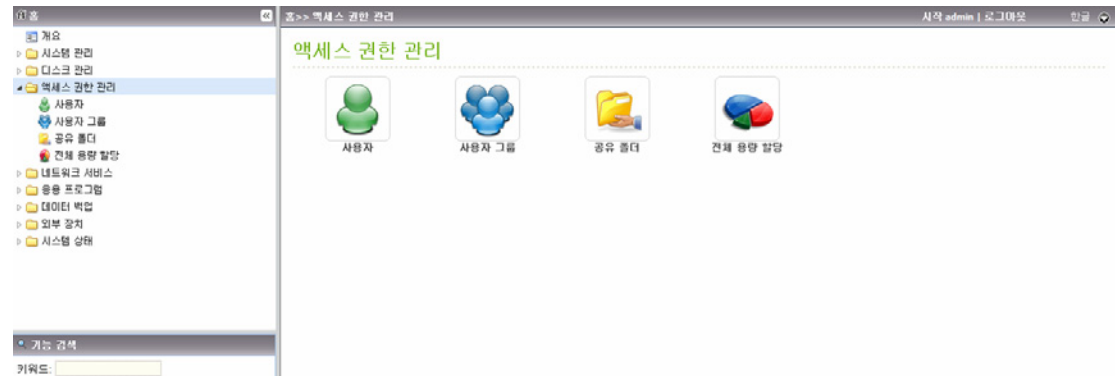 홈
홈>> 액세스 권한 관리
시작 admin | 로그아웃
한글
개요
시스템 관리
디스크 관리
액세스 권한 관리
사용자
사용자 그룹
공유 폴더
전체 용량 할당
네트워크 서비스
응용 프로그램
데이터 백업
외부 장치
시스템 상태
액세스 권한 관리
사용자
사용자 그룹
공유 폴더
전체 용량 할당
기능 검색
키워드: